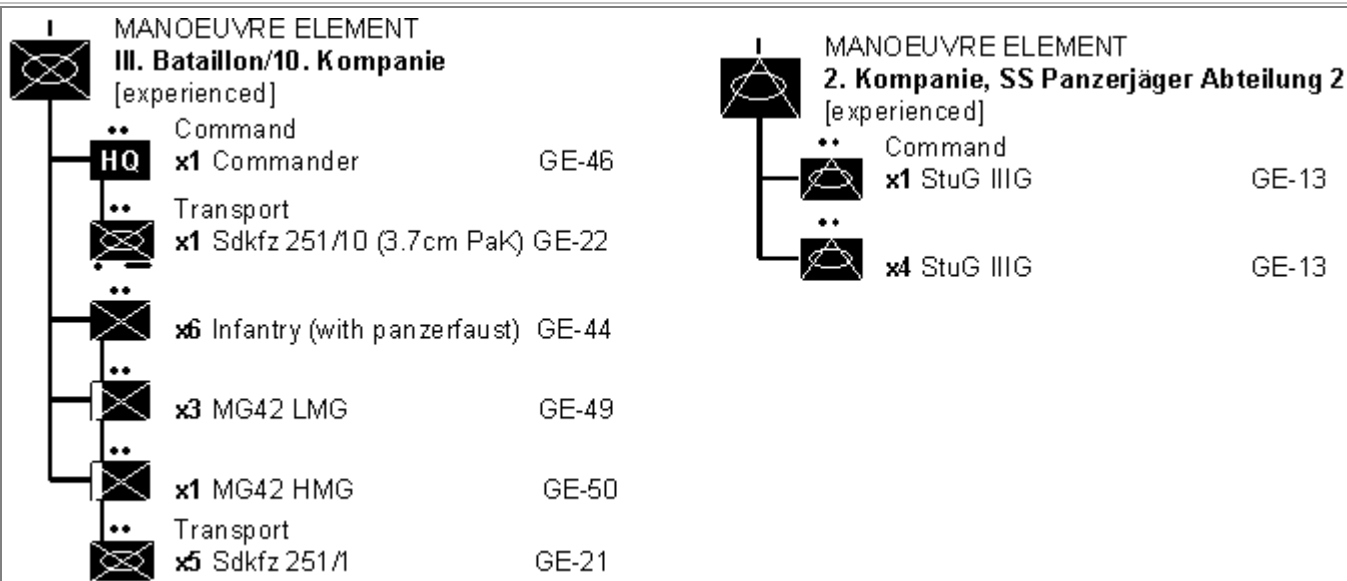 MANOEUVRE ELEMENT
III. Bataillon/10. Kompanie
[experienced]
Command
HQ x1 Commander GE-46
Transport
x1 Sdkfz 251/10 (3.7cm PaK) GE-22
x6 Infantry (with panzerfaust) GE-44
x3 MG42 LMG GE-49
x1 MG42 HMG GE-50
Transport
x5 Sdkfz 251/1 GE-21
MANOEUVRE ELEMENT
2. Kompanie, SS Panzerjäger Abteilung 2
[experienced]
Command
x1 StuG IIIG GE-13
x4 StuG IIIG GE-13